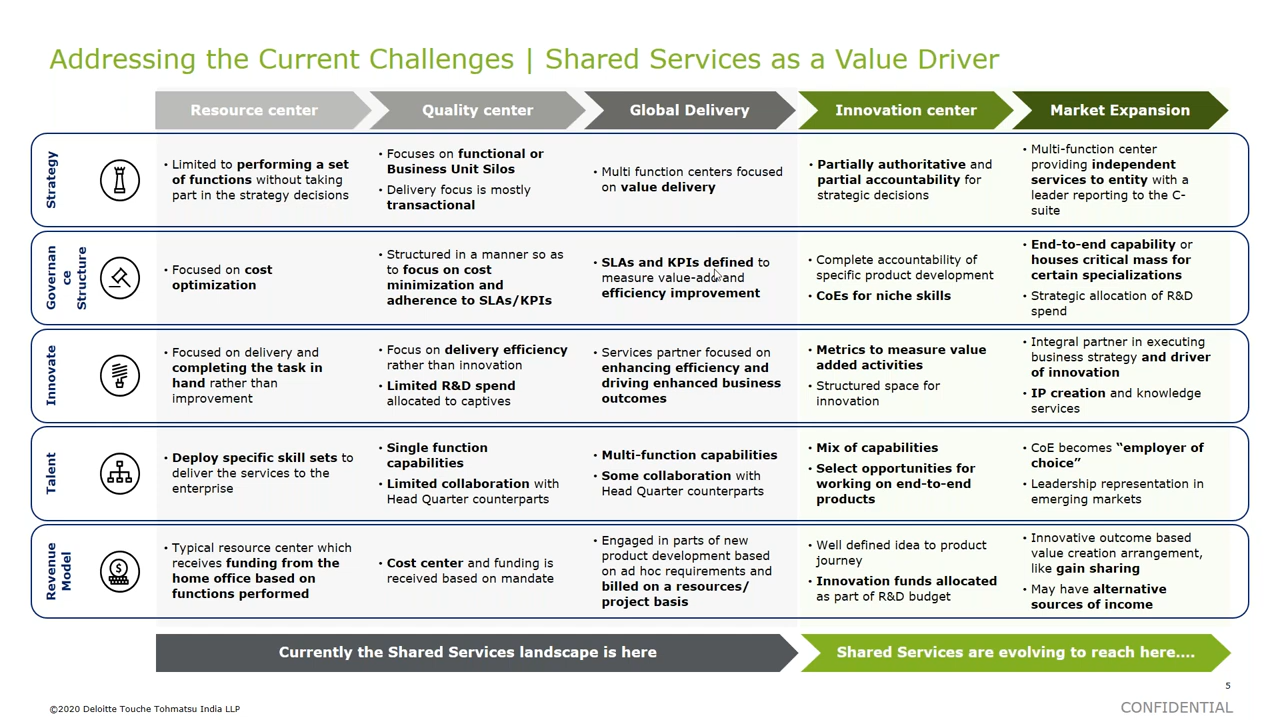 Addressing the Current Challenges | Shared Services as a Value Driver
Resource center
Quality center
Global Delivery
Innovation center
Market Expansion
Strategy
• Limited to performing a set
of functions without taking
part in the strategy decisions
• Focuses on functional or
Business Unit Silos
• Delivery focus is mostly
transactional
• Multi function centers focused
on value delivery
• Partially authoritative and
partial accountability for
strategic decisions
• Multi-function center
providing independent
services to entity with a
leader reporting to the C-
suite
Governan
ce
Structure
• Focused on cost
optimization
• Structured in a manner so as
to focus on cost
minimization and
adherence to SLAs/KPIs
• SLAs and KPIs defined to
measure value-add and
efficiency improvement
• Complete accountability of
specific product development
• CoEs for niche skills
• End-to-end capability or
houses critical mass for
certain specializations
• Strategic allocation of R&D
spend
Innovate
• Focused on delivery and
completing the task in
hand rather than
improvement
• Focus on delivery efficiency
rather than innovation
• Limited R&D spend
allocated to captives
• Services partner focused on
enhancing efficiency and
driving enhanced business
outcomes
• Metrics to measure value
added activities
• Structured space for
innovation
• Integral partner in executing
business strategy and driver
of innovation
• IP creation and knowledge
services
Talent
• Deploy specific skill sets to
deliver the services to the
enterprise
• Single function
capabilities
• Limited collaboration with
Head Quarter counterparts
• Multi-function capabilities
• Some collaboration with
Head Quarter counterparts
• Mix of capabilities
• Select opportunities for
working on end-to-end
products
• CoE becomes “employer of
choice”
• Leadership representation in
emerging markets
Revenue
Model
• Typical resource center which
receives funding from the
home office based on
functions performed
• Cost center and funding is
received based on mandate
• Engaged in parts of new
product development based
on ad hoc requirements and
billed on a resources/
project basis
• Well defined idea to product
journey
• Innovation funds allocated
as part of R&D budget
• Innovative outcome based
value creation arrangement,
like gain sharing
• May have alternative
sources of income
Currently the Shared Services landscape is here
Shared Services are evolving to reach here....
5
©2020 Deloitte Touche Tohmatsu India LLP
CONFIDENTIAL